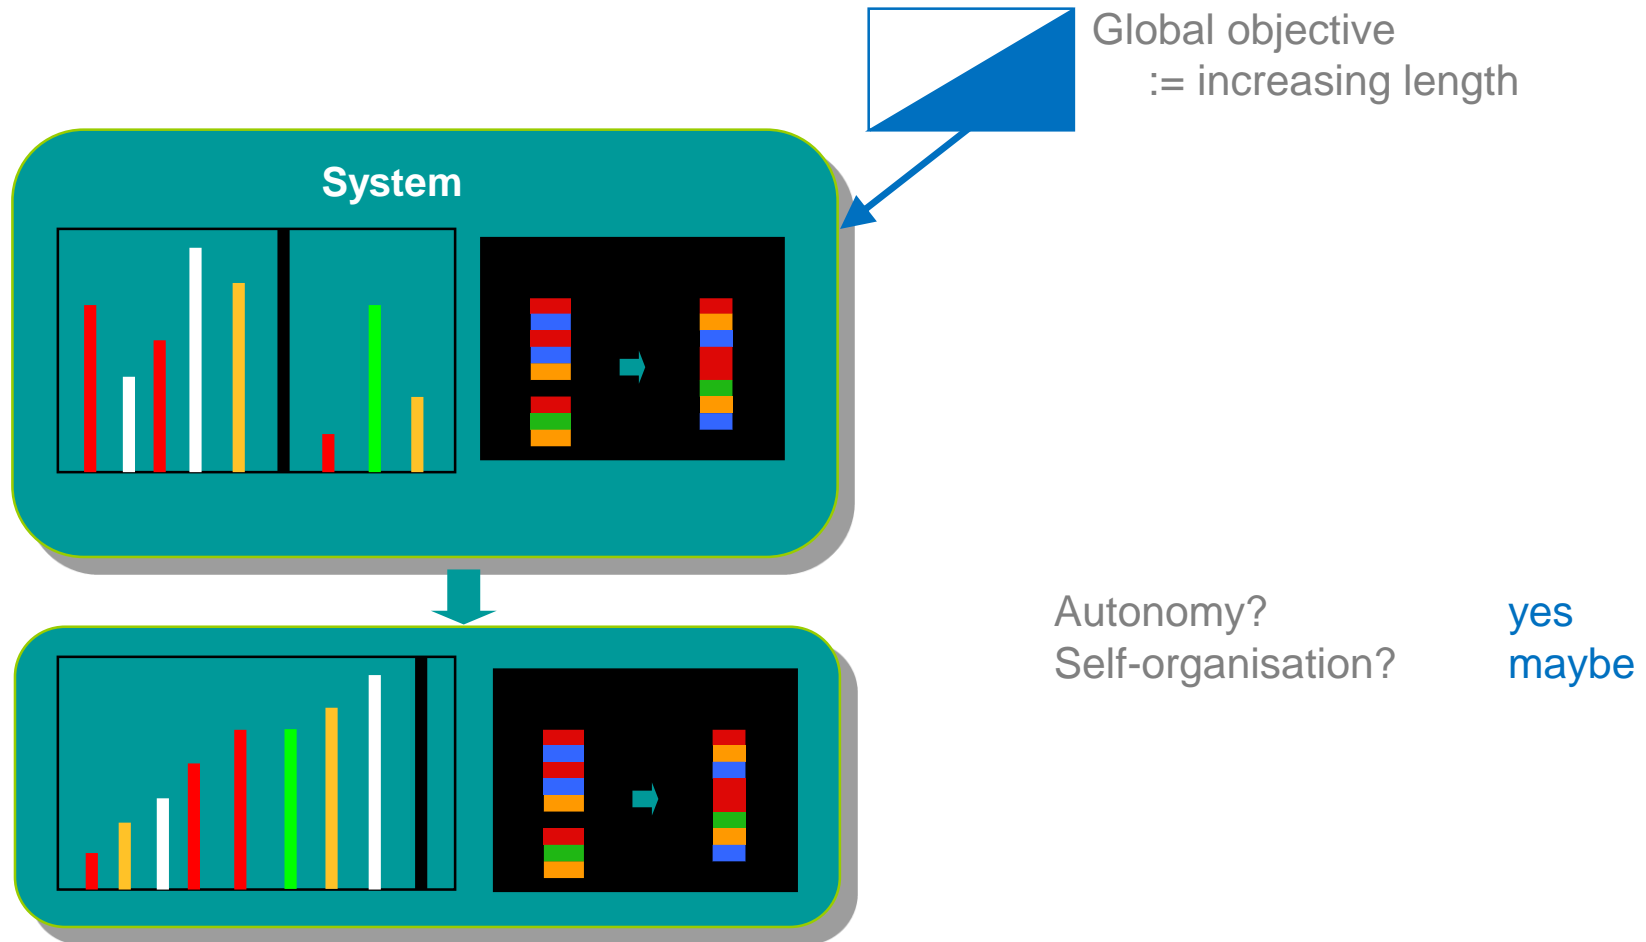 Global objective
:= increasing length
System
Autonomy? yes
Self-organisation? maybe